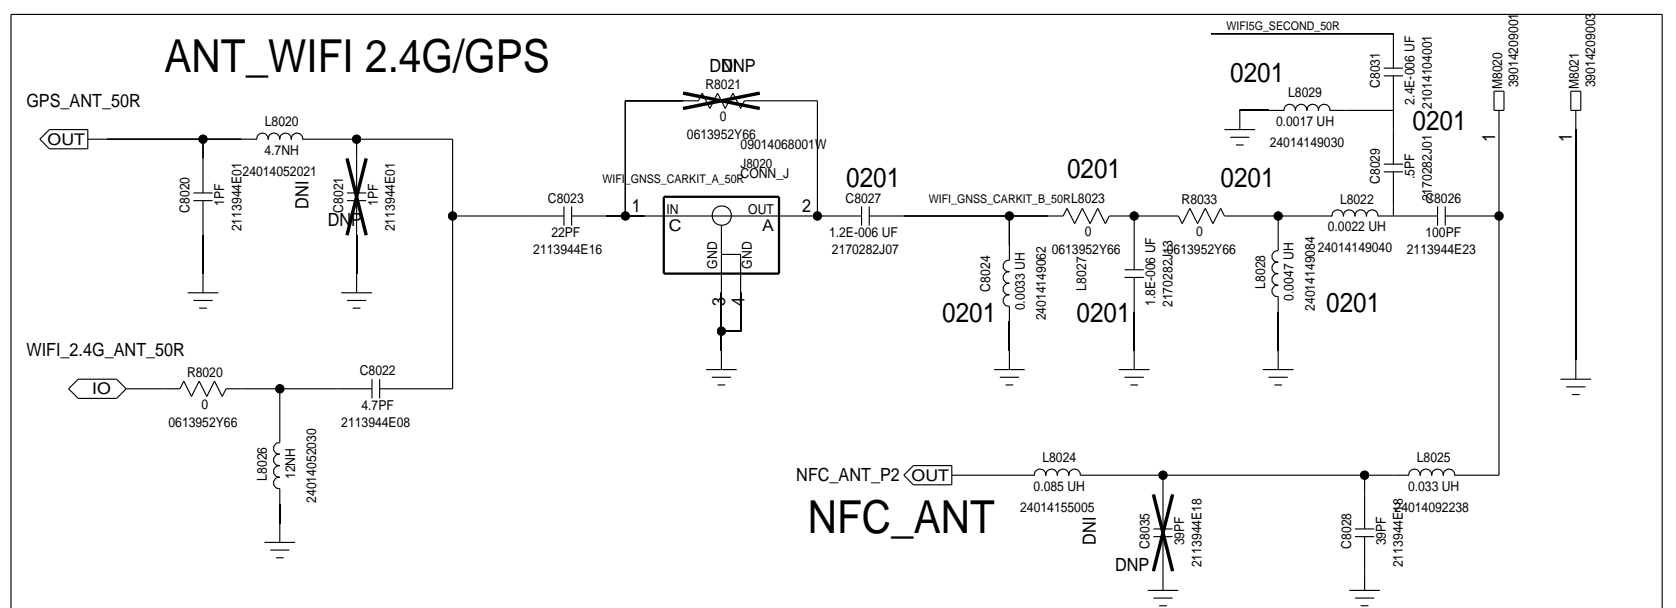 ANT_WIFI 2.4G/GPS
GPS_ANT_50R
OUT
L8020
4.7NH
24014052021
C8020
1PF
2113944E01
DNI
DNP
C8021
1PF
2113944E01
C8023
22PF
2113944E16
WIFI_2.4G_ANT_50R
IO
R8020
0
0613952Y66
C8022
4.7PF
2113944E08
L8026
12NH
24014052030
DNI
DNP
R8021
0
0613952Y66
09014068001W
J8020
CONN_J
WIFI_GNSS_CARKIT_A_50R
1
IN
OUT
2
C
A
GND
GND
3
4
0201
C8027
1.2E-006 UF
2170282J07
WIFI_GNSS_CARKIT_B_50R
C8024
0.0033 UH
24014149062
0201
0201
L8023
0
0613952Y66
L8027
1.8E-006 UF
2170282J13
0201
0201
R8033
0
0613952Y66
L8028
0.0047 UH
24014149084
0201
L8022
0.0022 UH
24014149040
WIFI5G_SECOND_50R
C8031
2.4E-006 UF
21014104001
0201
L8029
0.0017 UH
24014149030
0201
C8029
.5PF
2170282J01
C8026
100PF
2113944E23
M8020
39014209001
1
M8021
39014209003
1
NFC_ANT_P2
OUT
NFC_ANT
L8024
0.085 UH
24014155005
DNI
DNP
C8035
39PF
2113944E18
C8028
39PF
2113944E18
L8025
0.033 UH
24014092238